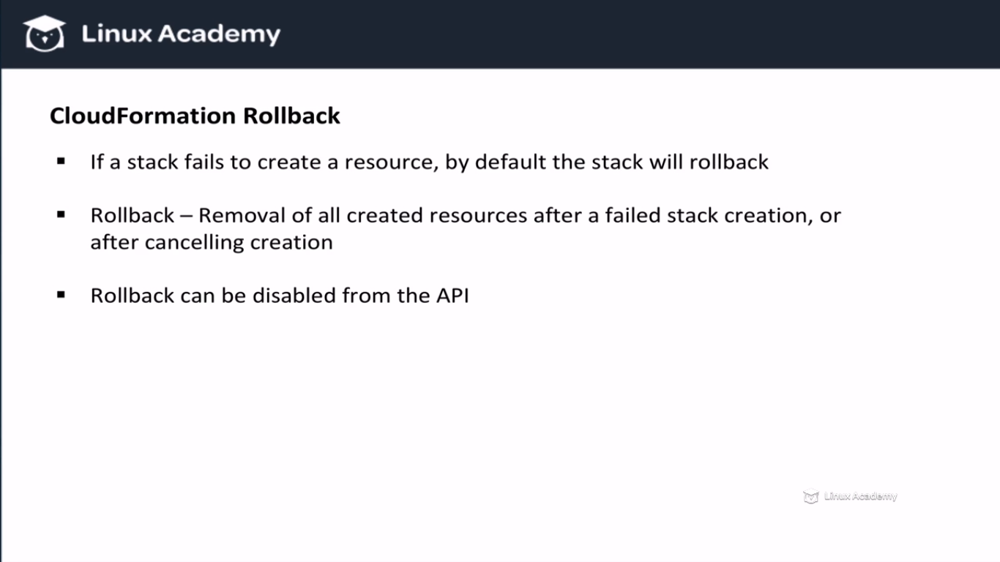 Linux Academy
CloudFormation Rollback
▪ If a stack fails to create a resource, by default the stack will rollback
▪ Rollback – Removal of all created resources after a failed stack creation, or
after cancelling creation
▪ Rollback can be disabled from the API
Linux Academy